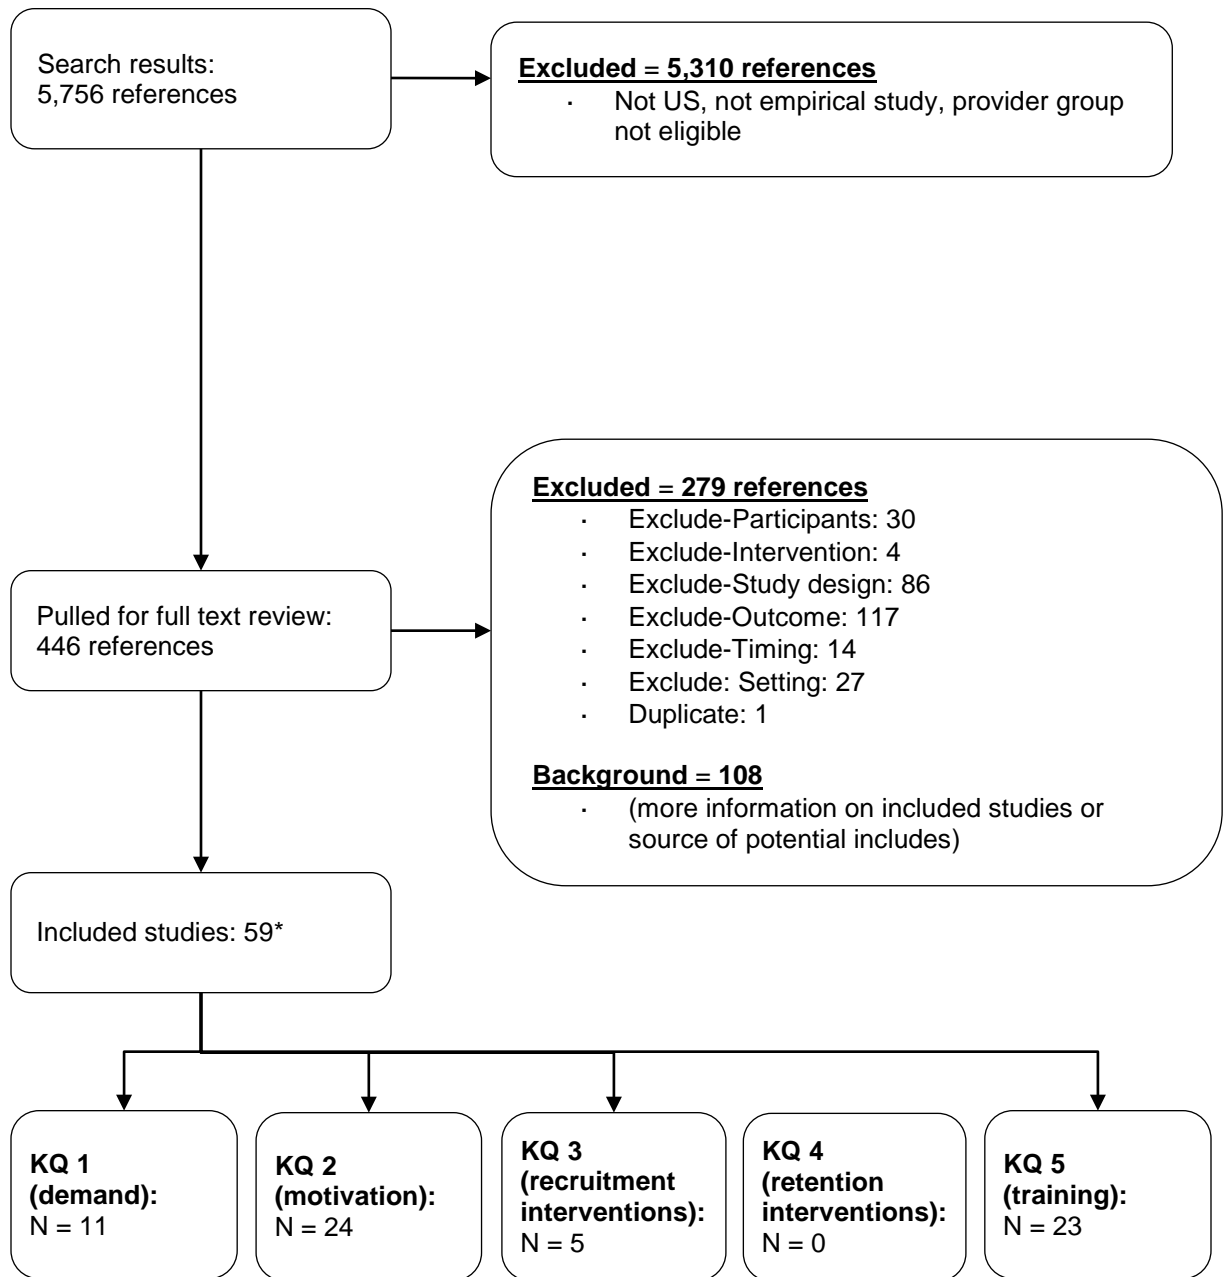 Search results:
5,756 references
Excluded = 5,310 references
· Not US, not empirical study, provider group
not eligible
Pulled for full text review:
446 references
Excluded = 279 references
· Exclude-Participants: 30
· Exclude-Intervention: 4
· Exclude-Study design: 86
· Exclude-Outcome: 117
· Exclude-Timing: 14
· Exclude: Setting: 27
· Duplicate: 1
Background = 108
· (more information on included studies or
source of potential includes)
Included studies: 59*
KQ 1
(demand):
N = 11
KQ 2
(motivation):
N = 24
KQ 3
(recruitment
interventions):
N = 5
KQ 4
(retention
interventions):
N = 0
KQ 5
(training):
N = 23